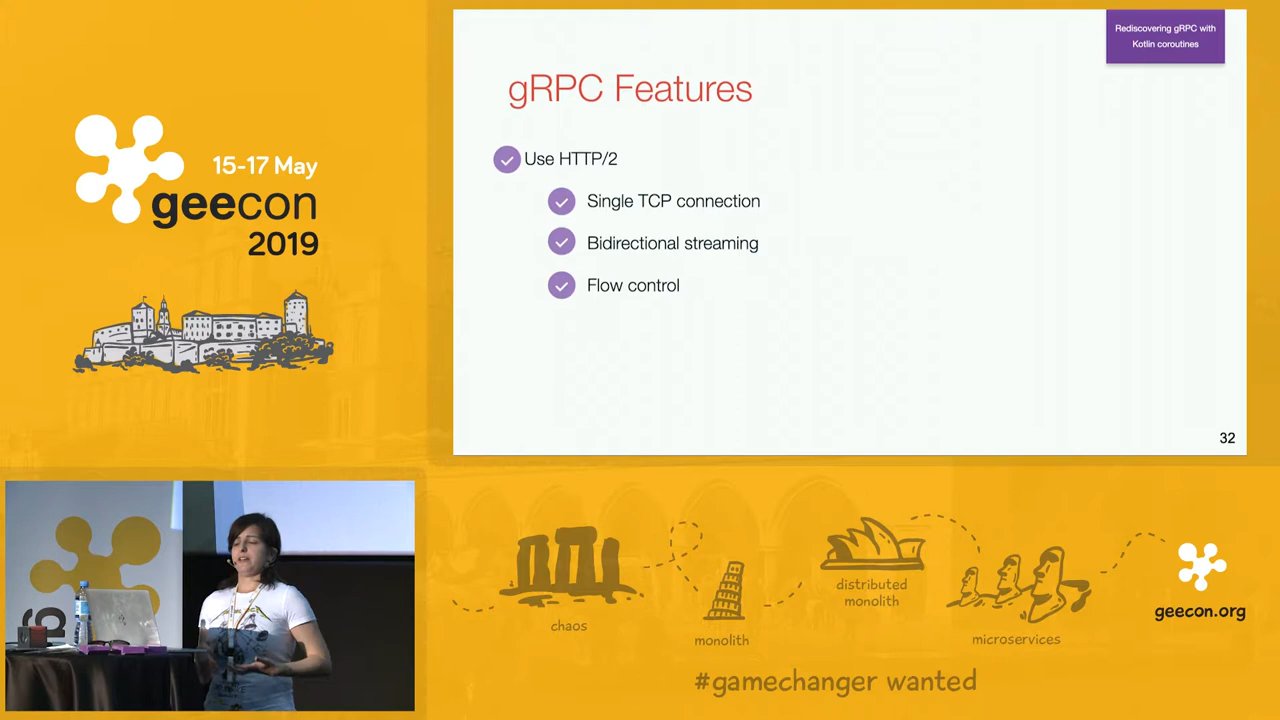 15-17 May
geecon
2019
Rediscovering gRPC with
Kotlin coroutines
gRPC Features
Use HTTP/2
Single TCP connection
Bidirectional streaming
Flow control
32
chaos
monolith
distributed
monolith
microservices
geecon.org
#gamechanger wanted